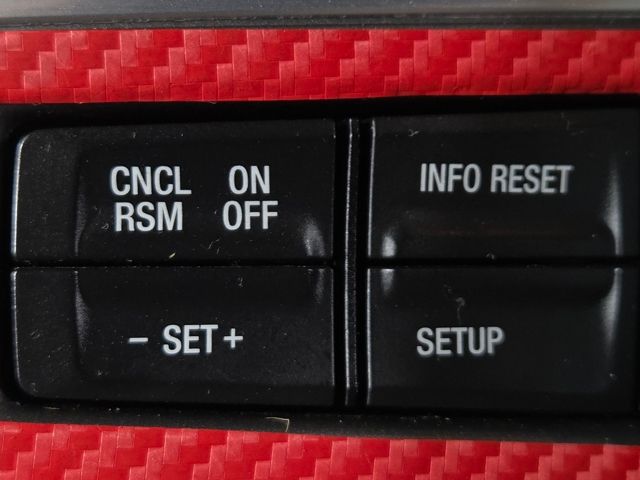 CNCL ON
RSM OFF
INFO RESET
- SET +
SETUP